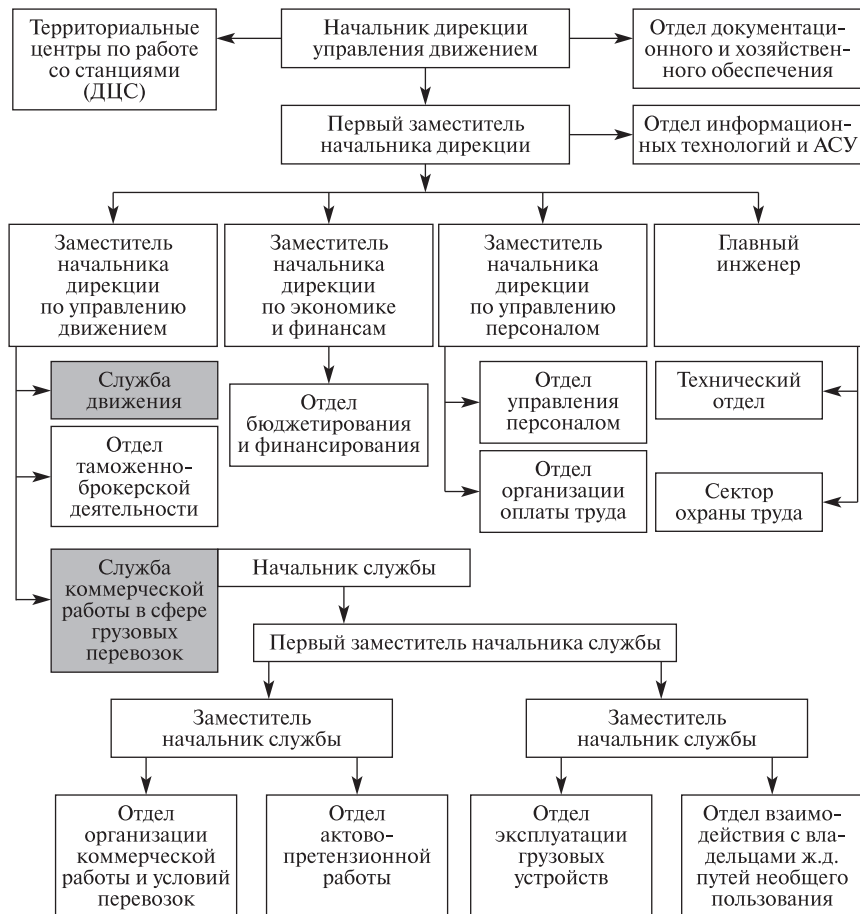 Территориальные
центры по работе
со станциями
(ДЦС)
Начальник дирекции
управления движением
Отдел документаци-
онного и хозяйствен-
ного обеспечения
Первый заместитель
начальника дирекции
Отдел информацион-
ных технологий и АСУ
Заместитель
начальника
дирекции
по управлению
движением
Заместитель
начальника
дирекции
по экономике
и финансам
Заместитель
начальника
дирекции
по управлению
персоналом
Главный
инженер
Служба
движения
Отдел
бюджетирования
и финансирования
Отдел
управления
персоналом
Технический
отдел
Отдел
таможенно-
брокерской
деятельности
Отдел
организации
оплаты труда
Сектор
охраны труда
Служба
коммерческой
работы в сфере
грузовых
перевозок
Начальник службы
Первый заместитель начальника службы
Заместитель
начальник службы
Заместитель
начальник службы
Отдел
организации
коммерческой
работы и условий
перевозок
Отдел
актово-
претензионной
работы
Отдел
эксплуатации
грузовых
устройств
Отдел взаимо-
действия с вла-
дельцами ж.д.
путей необщего
пользования